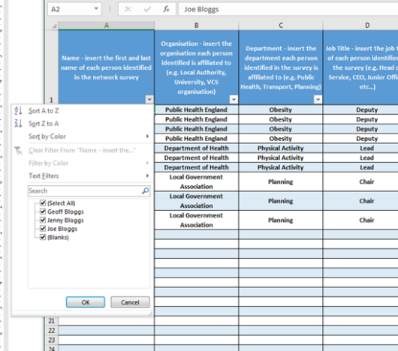 A2
Joe Bloggs
A
B
C
D
1
Name - insert the first and last
name of each person identified
in the network survey
Organisation - insert the
organisation each person
identified is affiliated to
(e.g. Local Authority,
University, VCS
organisation)
Department - insert the
department each person
identified in the survey is
affiliated to (e.g. Public
Health, Transport, Planning)
Job Title - insert the job t
of each person identified
the survey (e.g. Head o
Service, CEO, Junior Offi
etc...)
Sort A to Z
Sort Z to A
Sort by Color
Clear Filter From "Name - insert the..."
Filter by Color
Text Filters
Search
(Select All)
Geoff Bloggs
Jenny Bloggs
Joe Bloggs
(Blanks)
OK
Cancel
Public Health England Obesity Deputy
Public Health England Obesity Deputy
Public Health England Obesity Deputy
Public Health England Obesity Deputy
Department of Health Physical Activity Lead
Department of Health Physical Activity Lead
Department of Health Physical Activity Lead
Local Government
Association
Planning
Chair
Local Government
Association
Planning
Chair
Local Government
Association
Planning
Chair
21
22
23
24